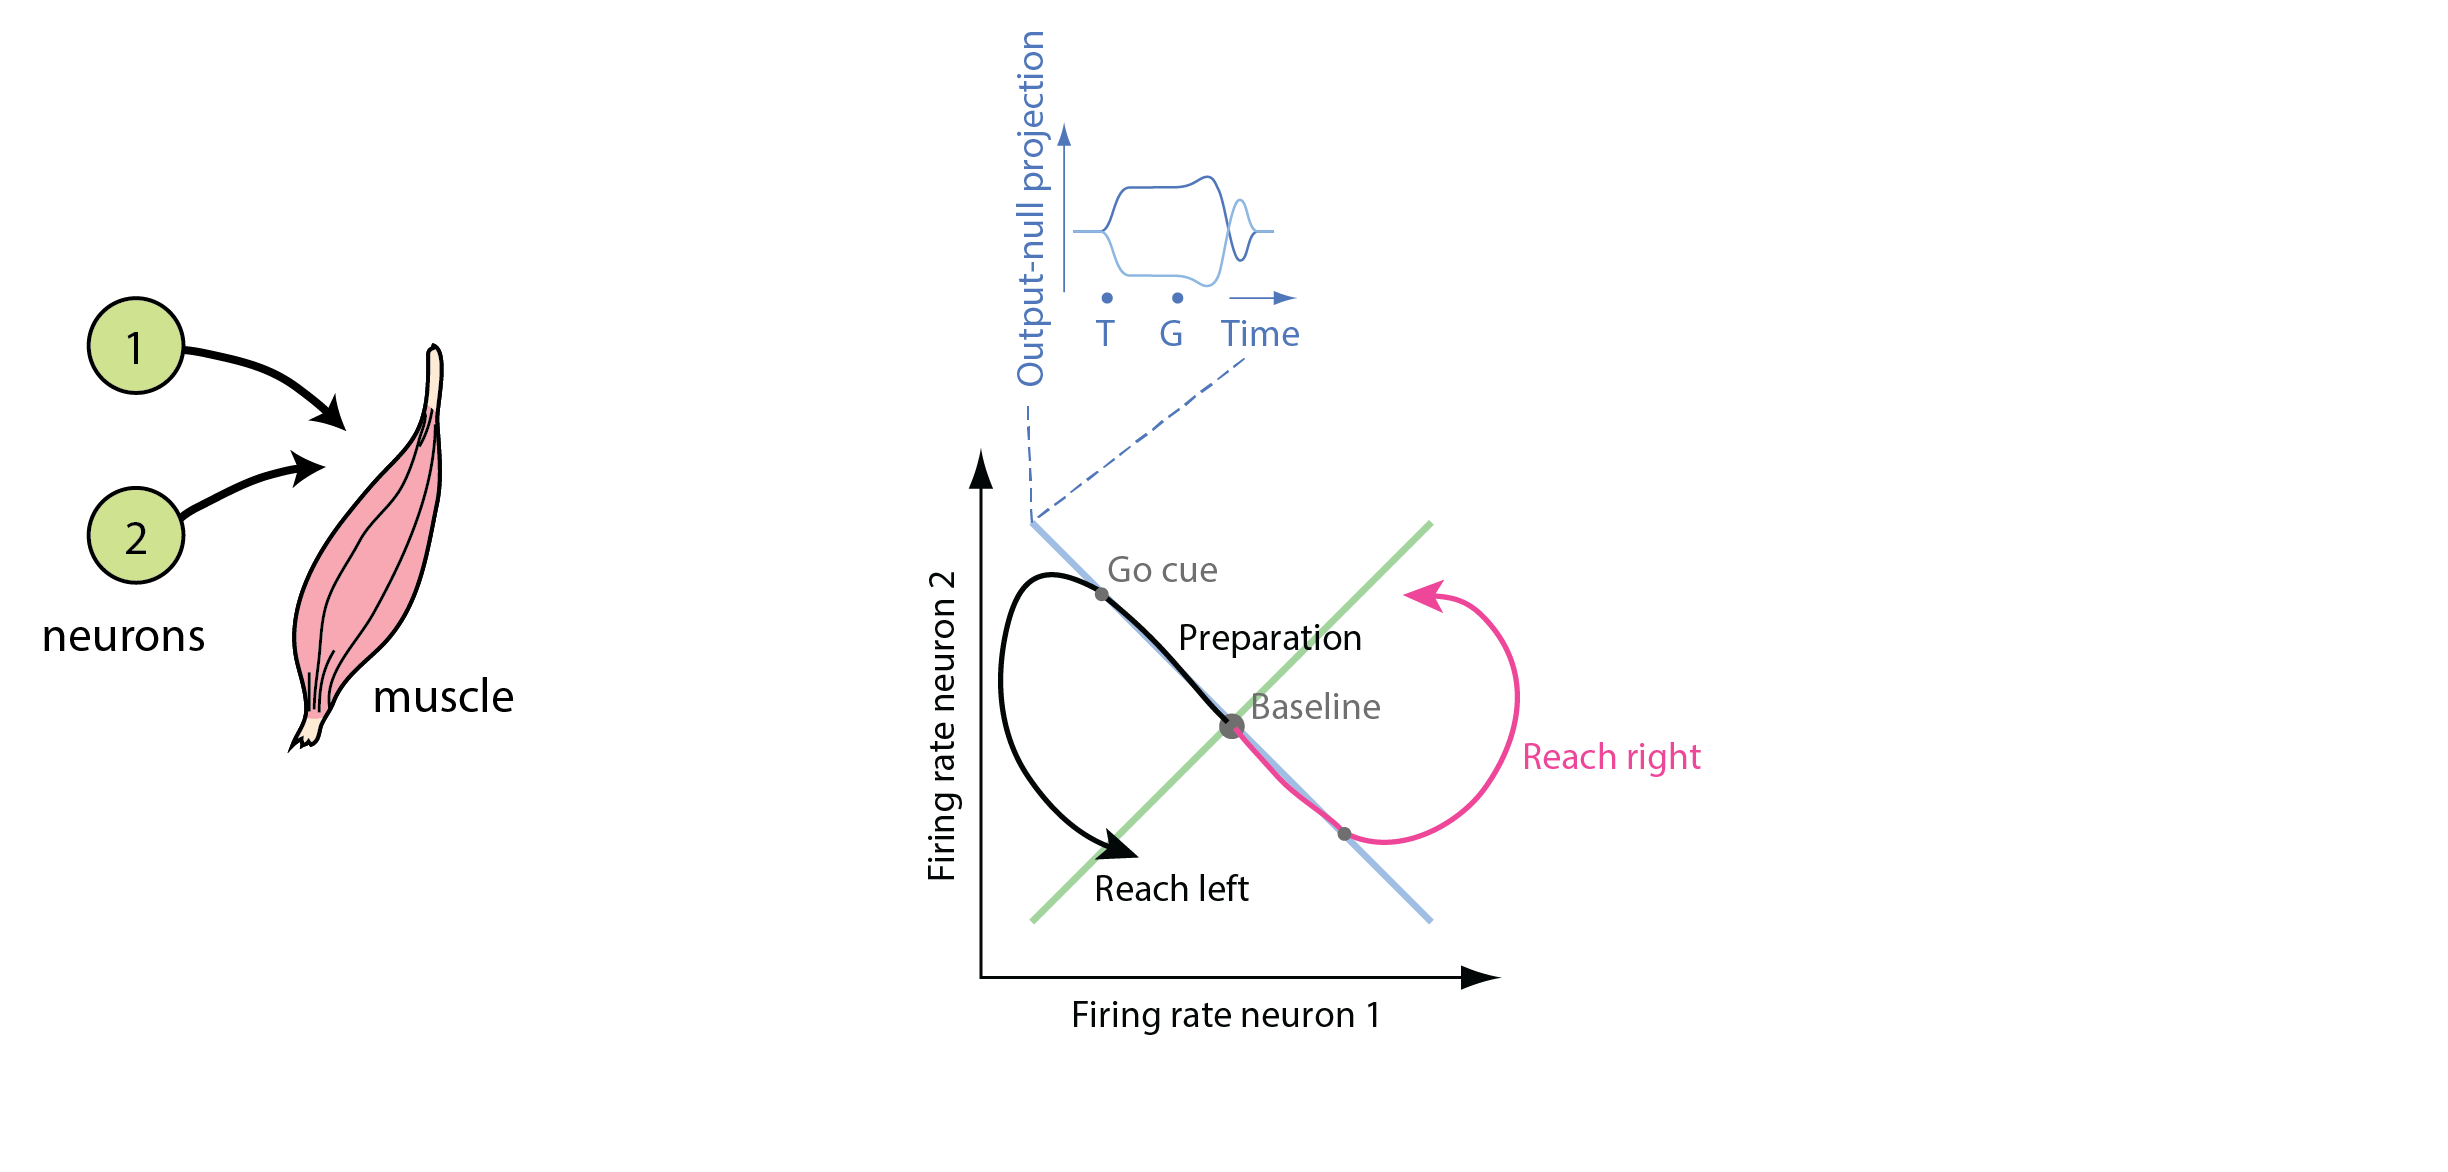 1
2
neurons
muscle
Output-null projection
T
G
Time
Firing rate neuron 2
Go cue
Preparation
Baseline
Reach right
Reach left
Firing rate neuron 1